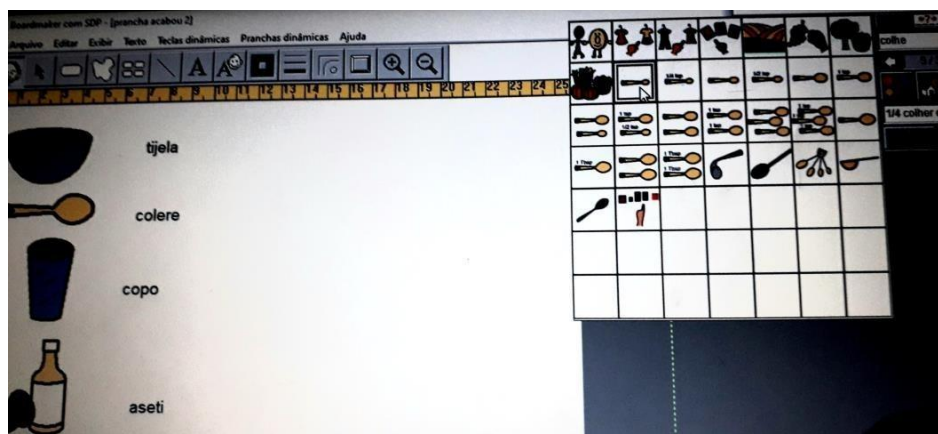 Boardmaker com SDP - [prancha acabou 2]
Arquivo Editar Exibir Texto Teclas dinâmicas Pranchas dinâmicas Ajuda
colhe
1/4 colher
tijela
colere
copo
aseti